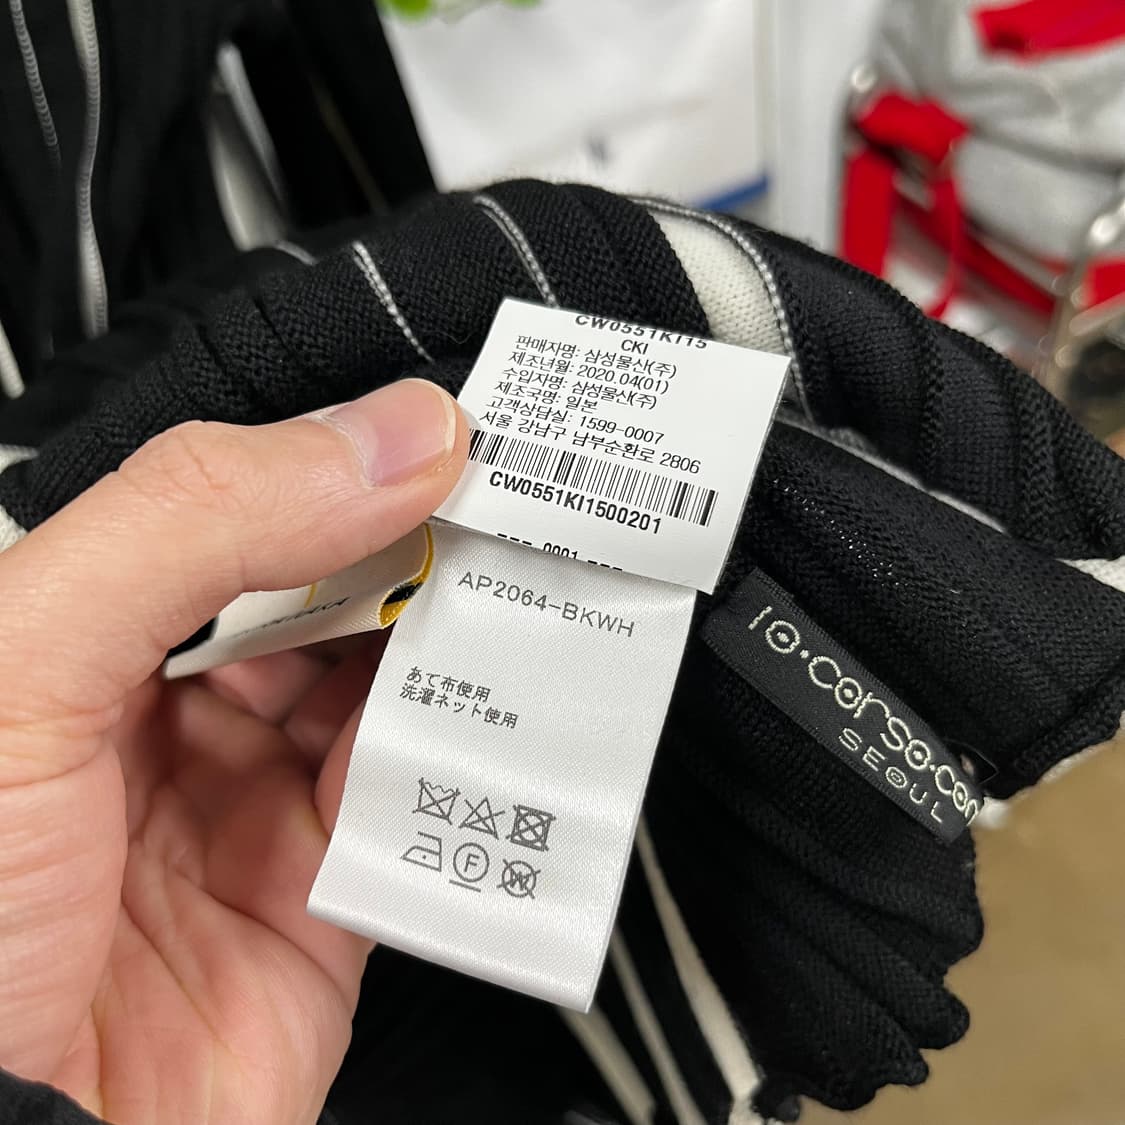 CW0551KI15
CKI
판매자명: 삼성물산(주)
제조년월: 2020.04(01)
수입자명: 삼성물산(주)
제조국명: 일본
고객상담실: 1599-0007
서울 강남구 남부순환로 2806
CW0551KI1500201
--- 0001 ---
AP2064-BKWH
あて布使用
洗濯ネット使用
F
W
10·corso·co
SEOUL